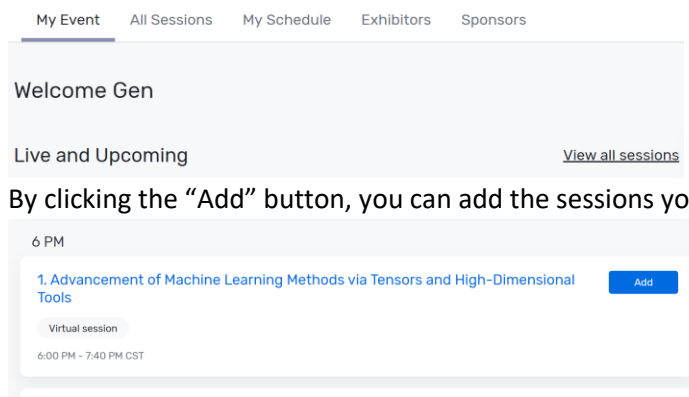 My Event All Sessions My Schedule Exhibitors Sponsors
Welcome Gen
Live and Upcoming View all sessions
By clicking the “Add” button, you can add the sessions yo
6 PM
1. Advancement of Machine Learning Methods via Tensors and High-Dimensional Add
Tools
Virtual session
6:00 PM - 7:40 PM CST